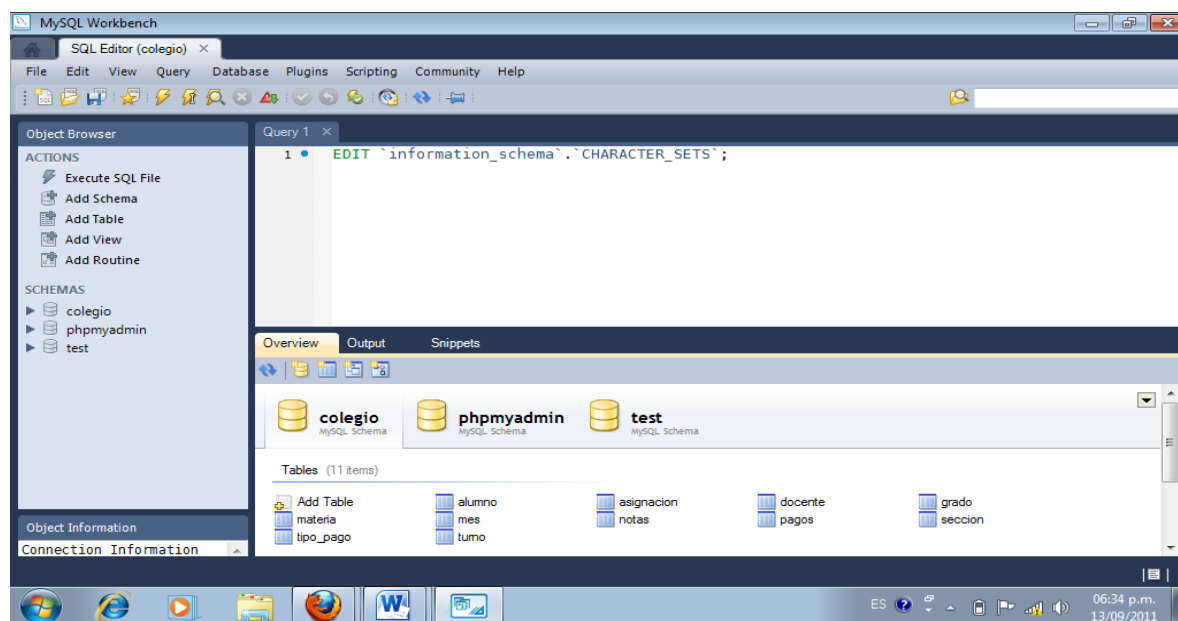 MySQL Workbench
SQL Editor (colegio)
File Edit View Query Database Plugins Scripting Community Help
Object Browser
Query 1
ACTIONS
1 EDIT `information_schema`.`CHARACTER_SETS`;
Execute SQL File
Add Schema
Add Table
Add View
Add Routine
SCHEMAS
colegio
phpmyadmin
test
Overview Output Snippets
colegio phpmyadmin test
MySQL Schema MySQL Schema MySQL Schema
Tables (11 items)
Add Table alumno asignacion docente grado
materia mes notas pagos seccion
tipo_pago turno
Object Information
Connection Information
ES 06:34 p.m.
13/09/2011